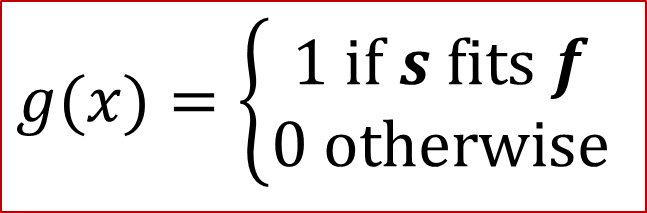 g(x) = { 1 if s fits f
0 otherwise